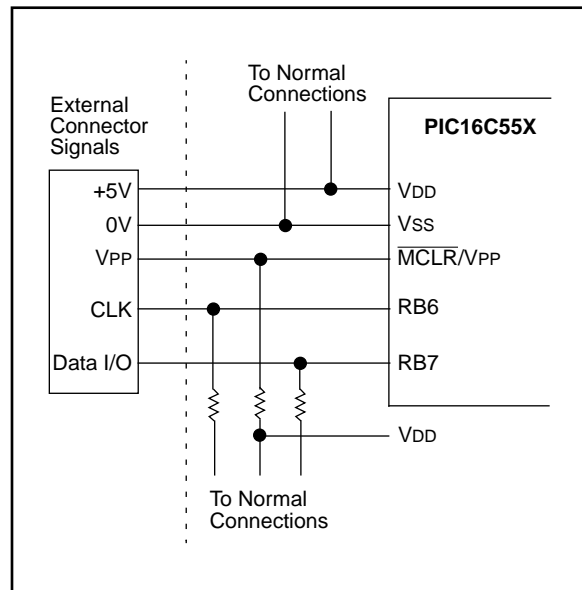 To Normal
Connections
External
Connector
Signals
PIC16C55X
+5V
VDD
0V
VSS
VPP
MCLR/VPP
CLK
RB6
Data I/O
RB7
VDD
To Normal
Connections